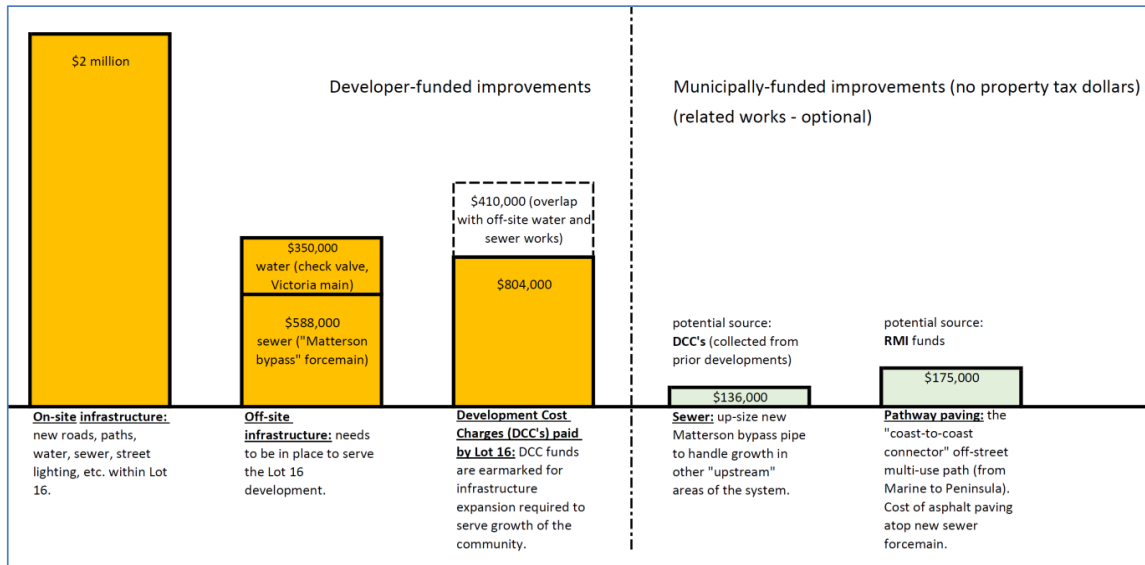 $2 million
Developer-funded improvements
Municipally-funded improvements (no property tax dollars)
(related works - optional)
$410,000 (overlap
with off-site water and
sewer works)
$350,000
water (check valve,
Victoria main)
$588,000
sewer ("Matterson
bypass" forcemain)
$804,000
potential source:
DCC's (collected from
prior developments)
$136,000
potential source:
RMI funds
$175,000
On-site infrastructure:
new roads, paths,
water, sewer, street
lighting, etc. within Lot
16.
Off-site
infrastructure: needs
to be in place to serve
the Lot 16
development.
Development Cost
Charges (DCC's) paid
by Lot 16: DCC funds
are earmarked for
infrastructure
expansion required to
serve growth of the
community.
Sewer: up-size new
Matterson bypass pipe
to handle growth in
other "upstream"
areas of the system.
Pathway paving: the
"coast-to-coast
connector" off-street
multi-use path (from
Marine to Peninsula).
Cost of asphalt paving
atop new sewer
forcemain.